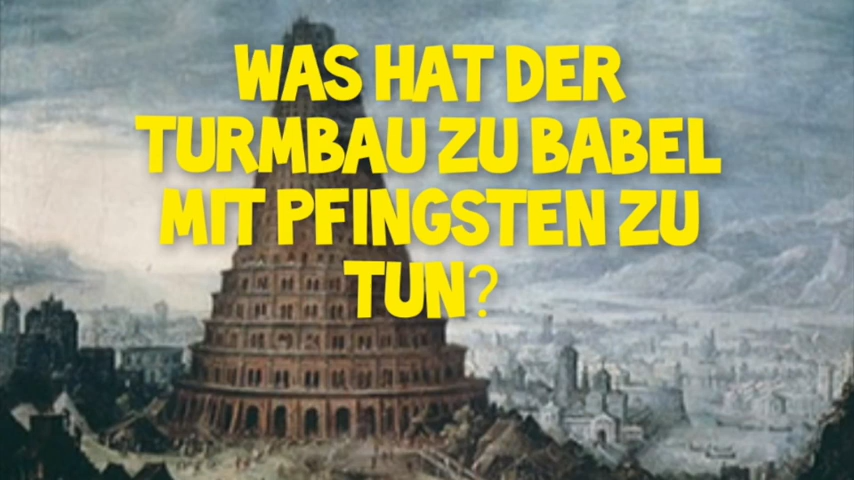 WAS HAT DER
TURMBAU ZU BABEL
MIT PFINGSTEN ZU
TUN?